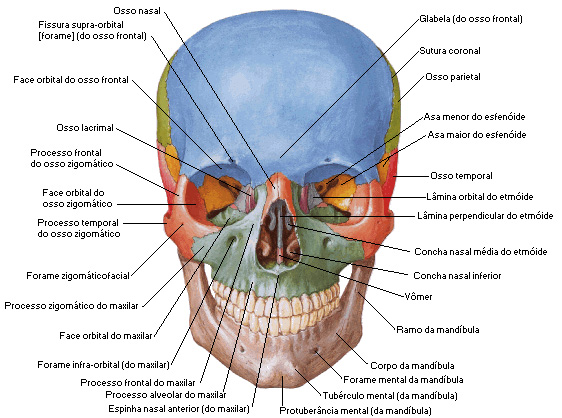 Osso nasal
Fissura supra-orbital
[forame] (do osso frontal)
Face orbital do osso frontal
Osso lacrimal
Processo frontal
do osso zigomático
Face orbital do
osso zigomático
Processo temporal
do osso zigomático
Forame zigomáticofacial
Processo zigomático do maxilar
Face orbital do maxilar
Forame infra-orbital (do maxilar)
Processo frontal do maxilar
Processo alveolar do maxilar
Espinha nasal anterior (do maxilar)
Glabela (do osso frontal)
Sutura coronal
Osso parietal
Asa menor do esfenóide
Asa maior do esfenóide
Osso temporal
Lâmina orbital do etmóide
Lâmina perpendicular do etmóide
Concha nasal média do etmóide
Concha nasal inferior
Vômer
Ramo da mandíbula
Corpo da mandíbula
Forame mental da mandíbula
Tubérculo mental (da mandíbula)
Protuberância mental (da mandíbula)